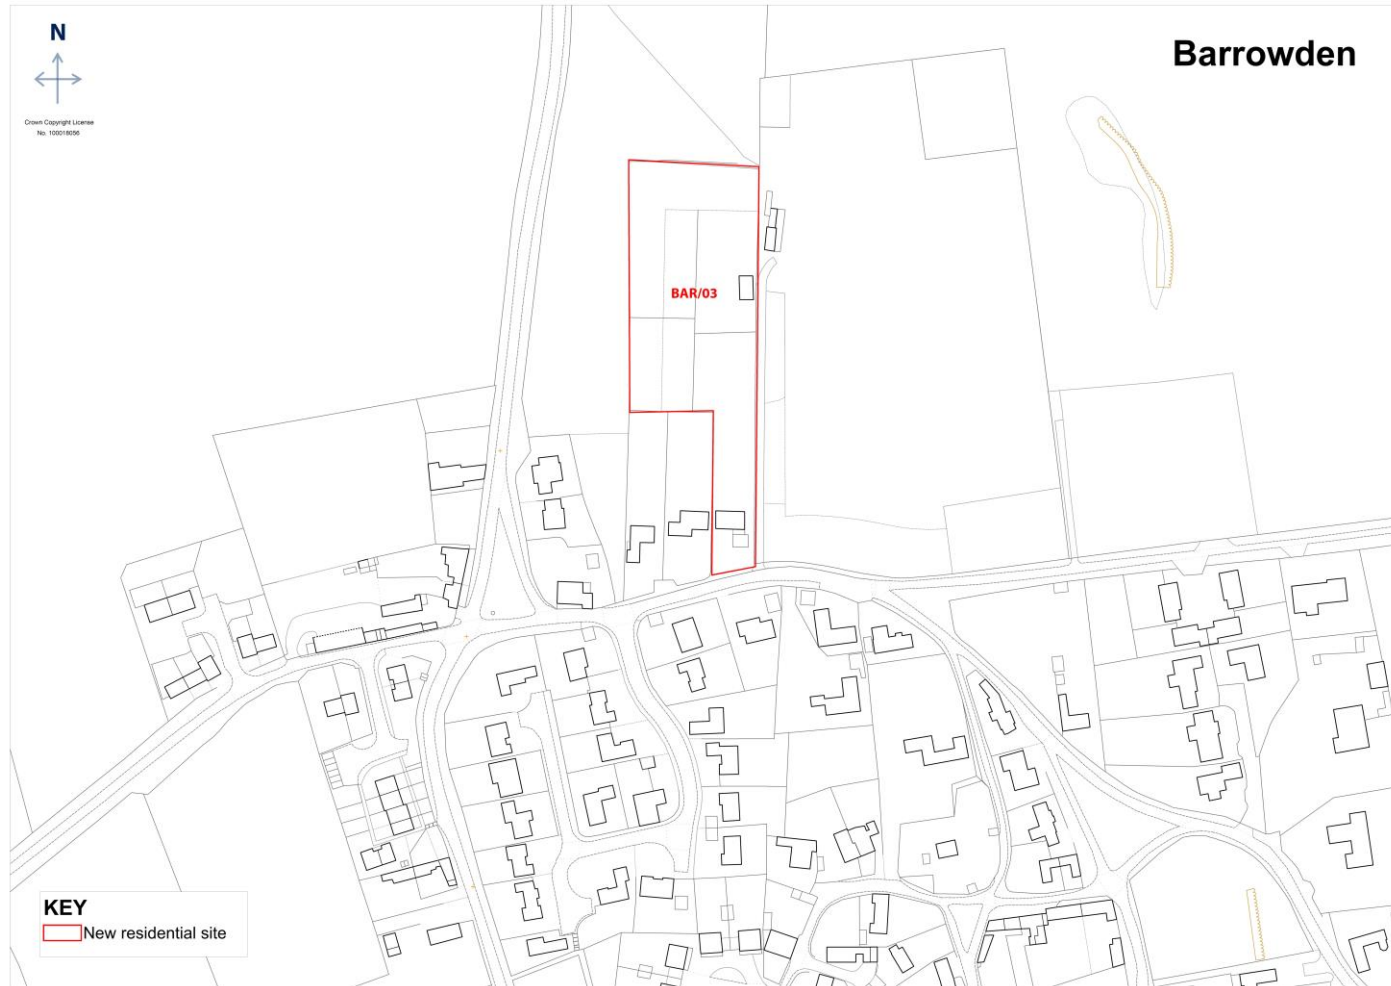 N
Crown Copyright License
No. 100018056
Barrowden
BAR/03
KEY
New residential site